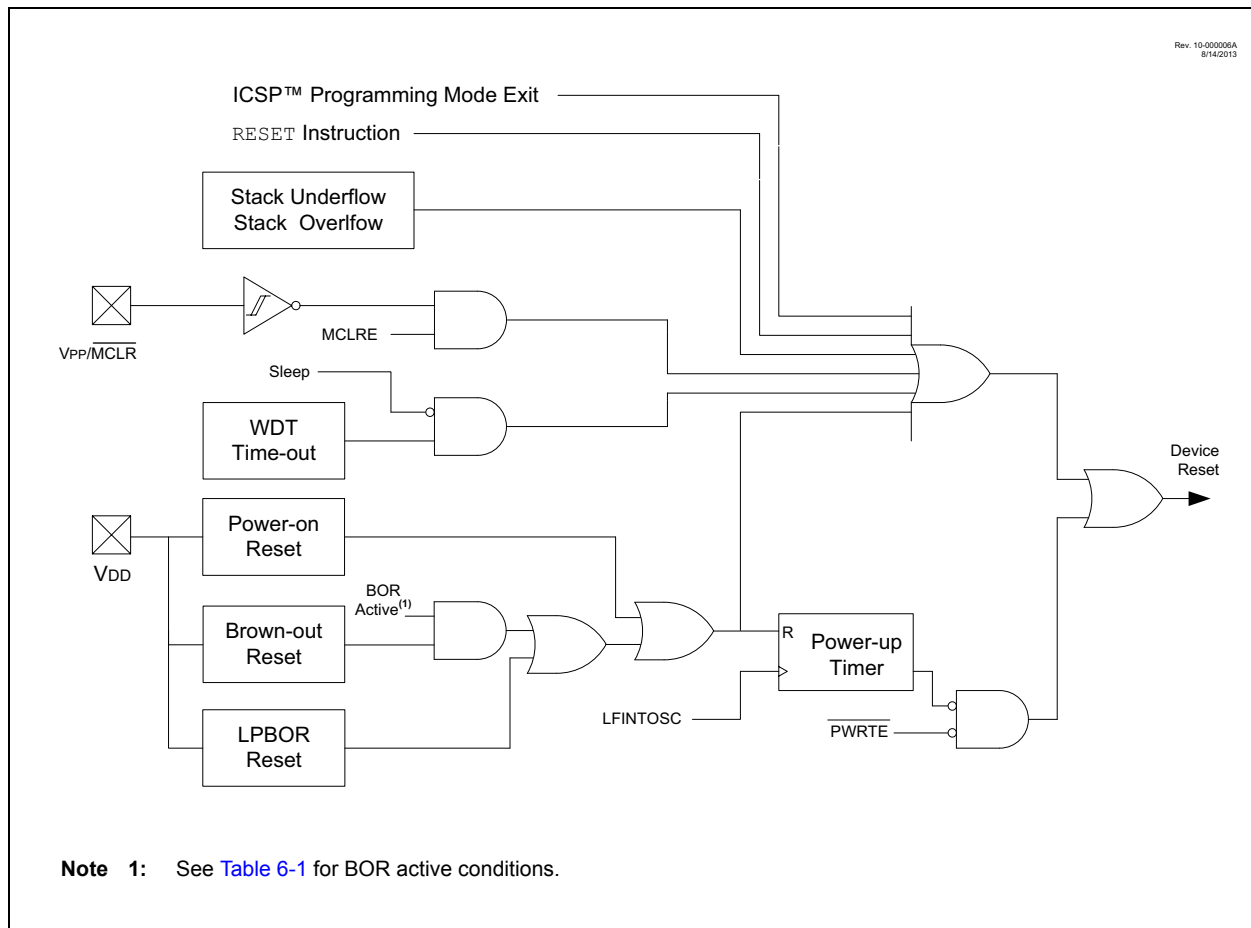 Rev. 10-000006A
8/14/2013
ICSP™ Programming Mode Exit
RESET Instruction
Stack Underflow
Stack Overlfow
VPP/M̅C̅L̅R̅
MCLRE
Sleep
WDT
Time-out
Device
Reset
VDD
Power-on
Reset
BOR
Active(1)
Brown-out
Reset
R
Power-up
Timer
LFINTOSC
P̅W̅R̅T̅E̅
LPBOR
Reset
Note 1: See Table 6-1 for BOR active conditions.